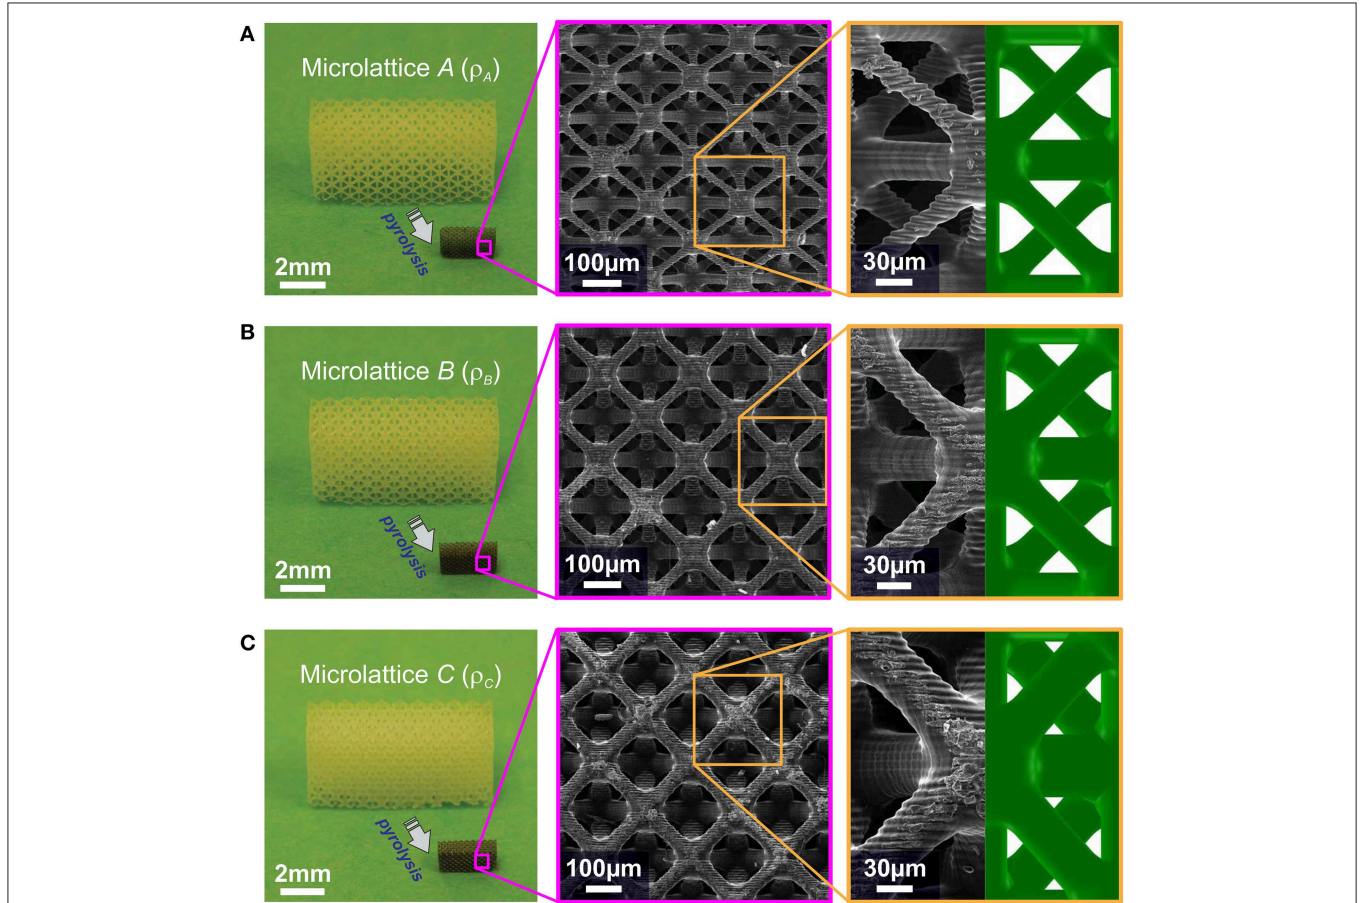 A
Microlattice A (ρA)
pyrolysis
2mm
100µm
30µm
B
Microlattice B (ρB)
pyrolysis
2mm
100µm
30µm
C
Microlattice C (ρC)
pyrolysis
2mm
100µm
30µm